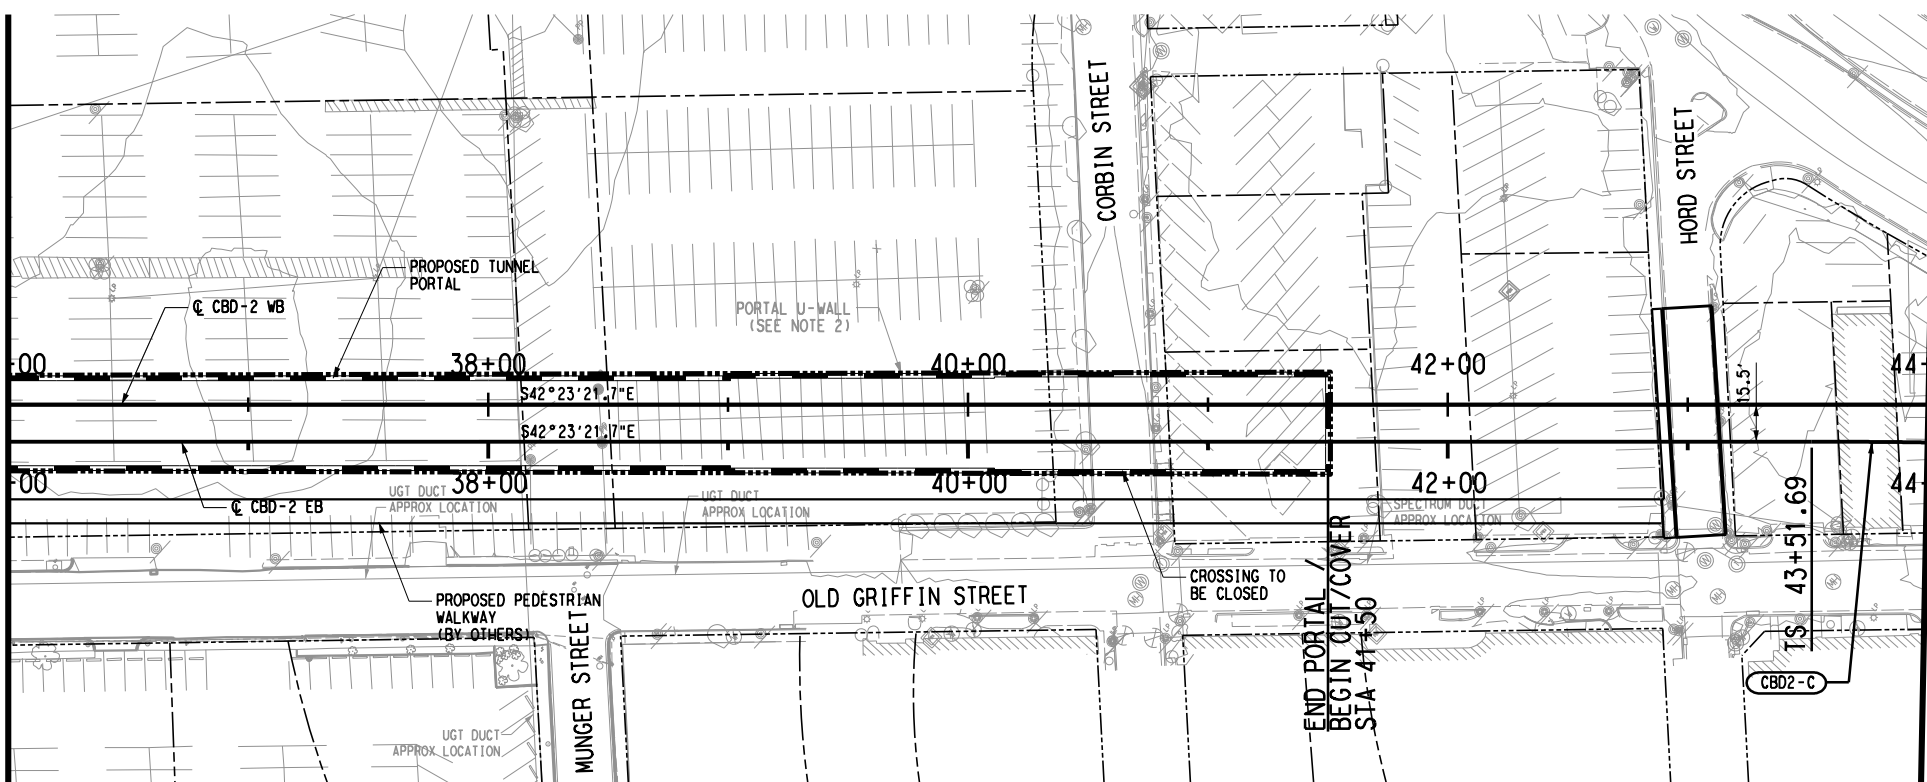 CORBIN STREET
HORD STREET
PROPOSED TUNNEL
PORTAL
℄ CBD-2 WB
PORTAL U-WALL
(SEE NOTE 2)
-00
38+00
40+00
42+00
44+
S42°23'21.7"E
15.5'
S42°23'21.7"E
-00
38+00
40+00
42+00
44+
℄ CBD-2 EB
UGT DUCT
APPROX LOCATION
UGT DUCT
APPROX LOCATION
SPECTRUM DUCT
APPROX LOCATION
CROSSING TO
BE CLOSED
PROPOSED PEDESTRIAN
WALKWAY
(BY OTHERS)
OLD GRIFFIN STREET
END PORTAL /
BEGIN CUT/COVER
STA 41+50
TS 43+51.69
CBD2-C
MUNGER STREET
UGT DUCT
APPROX LOCATION